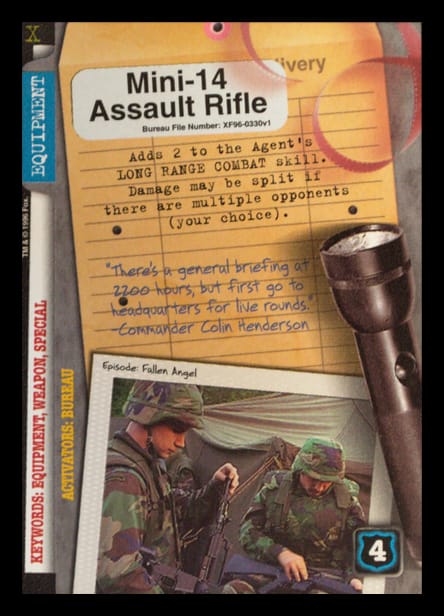 X
EQUIPMENT
TM & © 1996 Fox.
KEYWORDS: EQUIPMENT, WEAPON, SPECIAL
ACTIVATORS: BUREAU
livery
Mini-14
Assault Rifle
Bureau File Number: XF96-0330v1
Adds 2 to the Agent's
LONG RANGE COMBAT skill.
Damage may be split if
there are multiple opponents
(your choice).
"There's a general briefing at
2200 hours, but first go to
headquarters for live rounds."
-Commander Colin Henderson
Episode: Fallen Angel
4